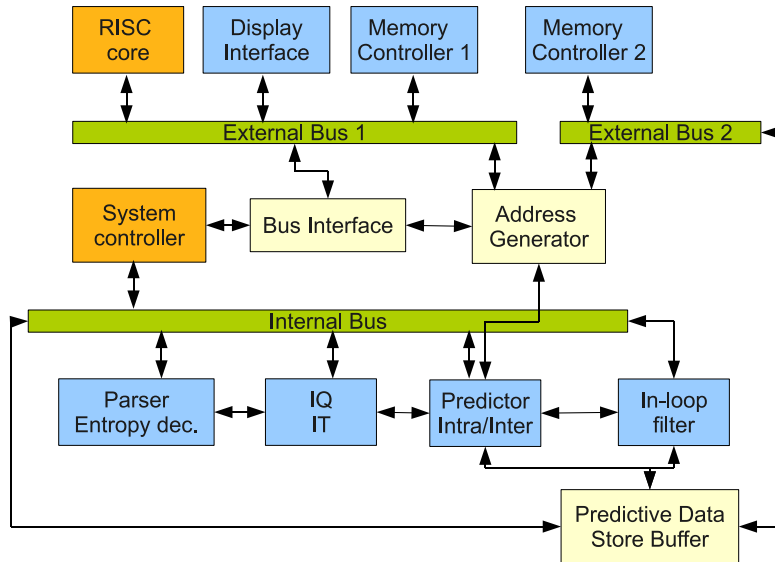 RISC
core
Display
Interface
Memory
Controller 1
Memory
Controller 2
External Bus 1
External Bus 2
System
controller
Bus Interface
Address
Generator
Internal Bus
Parser
Entropy dec.
IQ
IT
Predictor
Intra/Inter
In-loop
filter
Predictive Data
Store Buffer